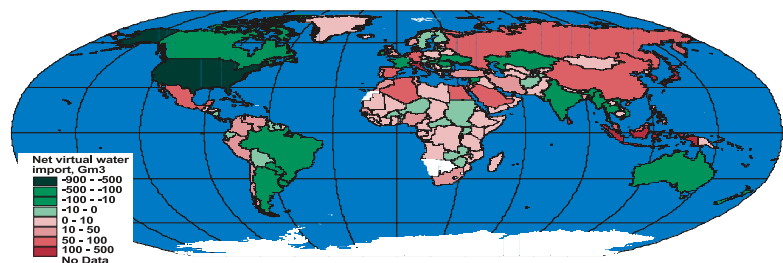 Net virtual water
import, Gm3
-900 - -500
-500 - -100
-100 - -10
-10 - 0
0 - 10
10 - 50
50 - 100
100 - 500
No Data